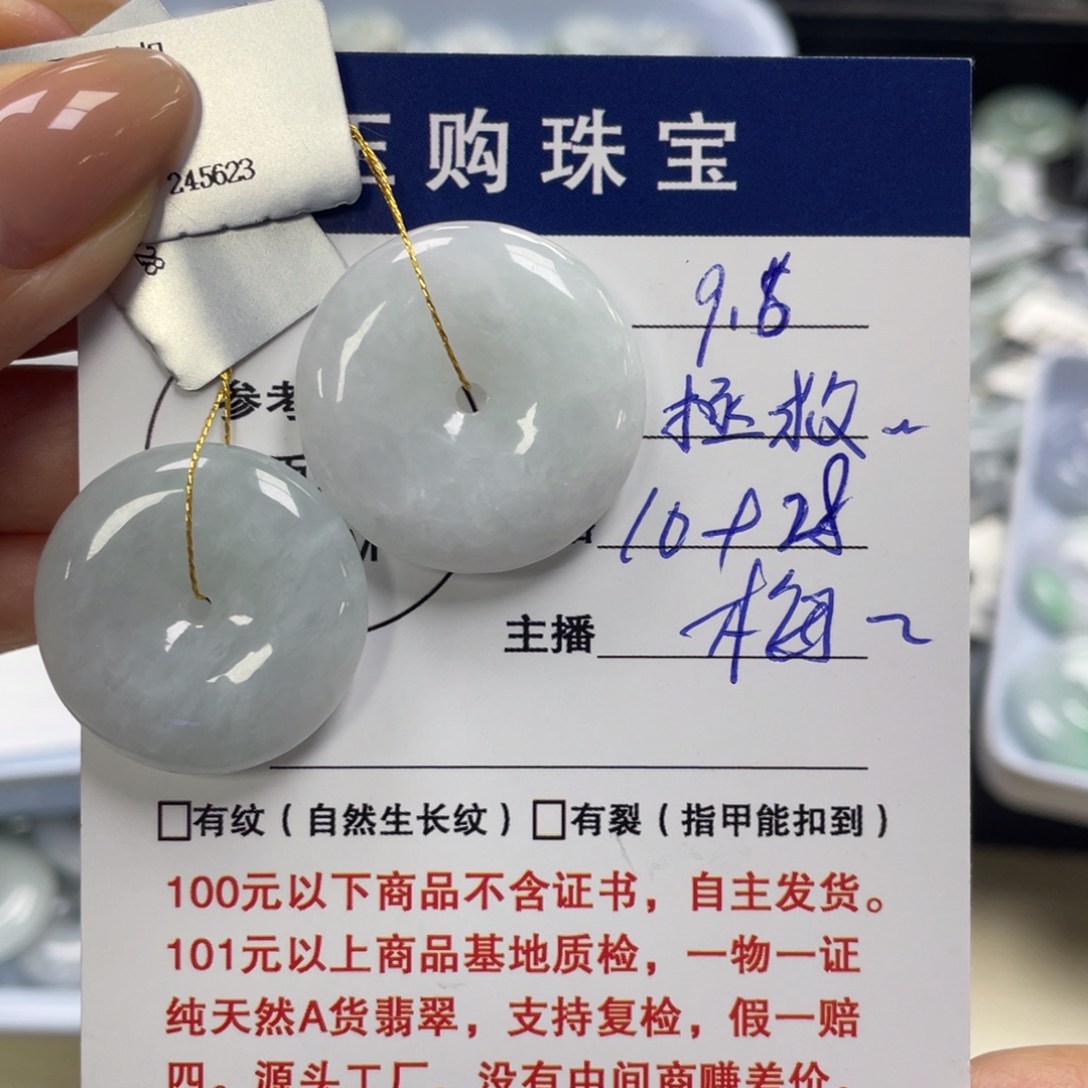 购珠宝
245623
9.8
参考
拯救~
10+28
主播 梅~
□有纹（自然生长纹）□有裂（指甲能扣到）
100元以下商品不含证书，自主发货。
101元以上商品基地质检，一物一证
纯天然A货翡翠，支持复检，假一赔
四。源头工厂，没有中间商赚差价。